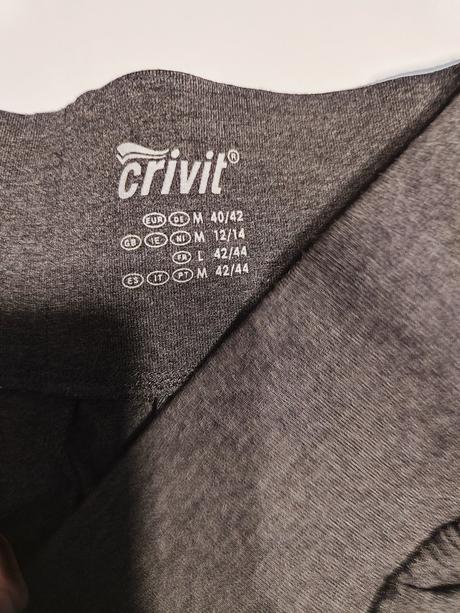 crivit®
EUR DE M 40/42
GB IE NI M 12/14
FR L 42/44
ES IT PT M 42/44